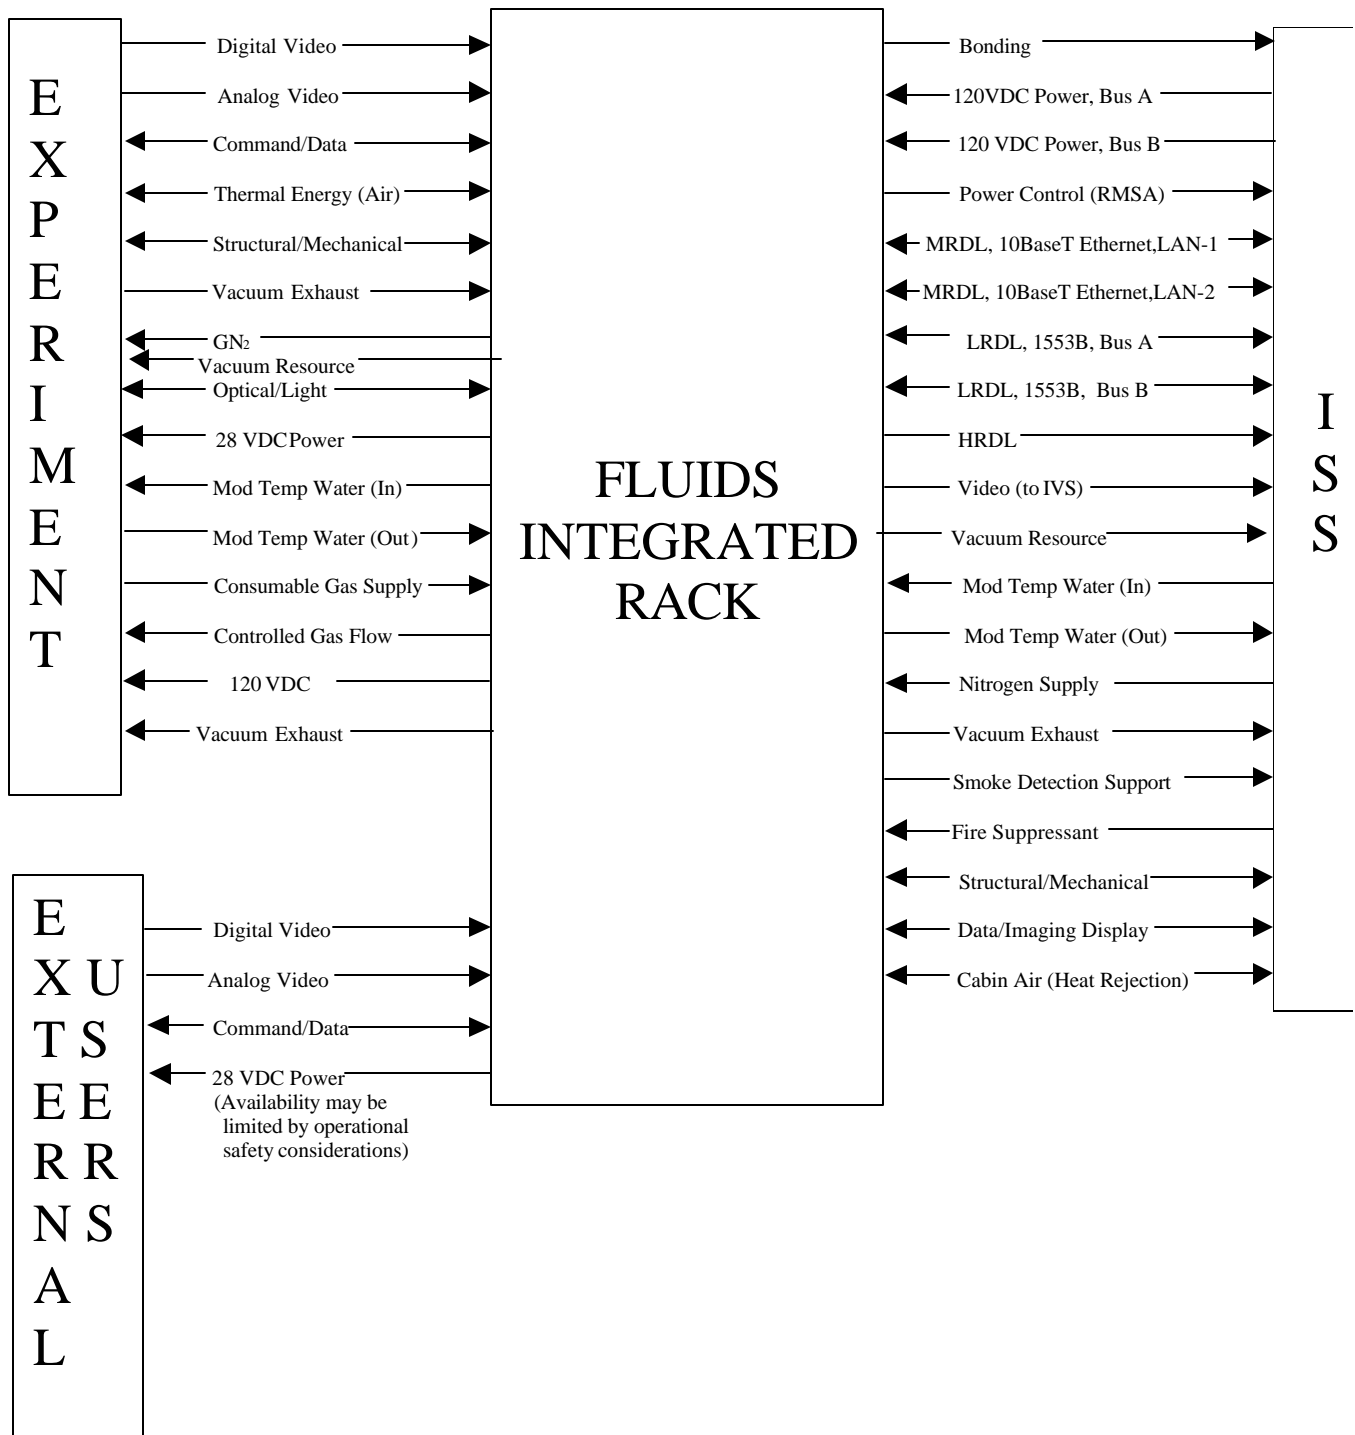 EXPERIMENT
Digital Video
Analog Video
Command/Data
Thermal Energy (Air)
Structural/Mechanical
Vacuum Exhaust
GN2
Vacuum Resource
Optical/Light
28 VDC Power
Mod Temp Water (In)
Mod Temp Water (Out)
Consumable Gas Supply
Controlled Gas Flow
120 VDC
Vacuum Exhaust
EXTERNAL
USERS
Digital Video
Analog Video
Command/Data
28 VDC Power
(Availability may be
limited by operational
safety considerations)
FLUIDS
INTEGRATED
RACK
Bonding
120VDC Power, Bus A
120 VDC Power, Bus B
Power Control (RMSA)
MRDL, 10BaseT Ethernet,LAN-1
MRDL, 10BaseT Ethernet,LAN-2
LRDL, 1553B, Bus A
LRDL, 1553B, Bus B
HRDL
Video (to IVS)
Vacuum Resource
Mod Temp Water (In)
Mod Temp Water (Out)
Nitrogen Supply
Vacuum Exhaust
Smoke Detection Support
Fire Suppressant
Structural/Mechanical
Data/Imaging Display
Cabin Air (Heat Rejection)
ISS